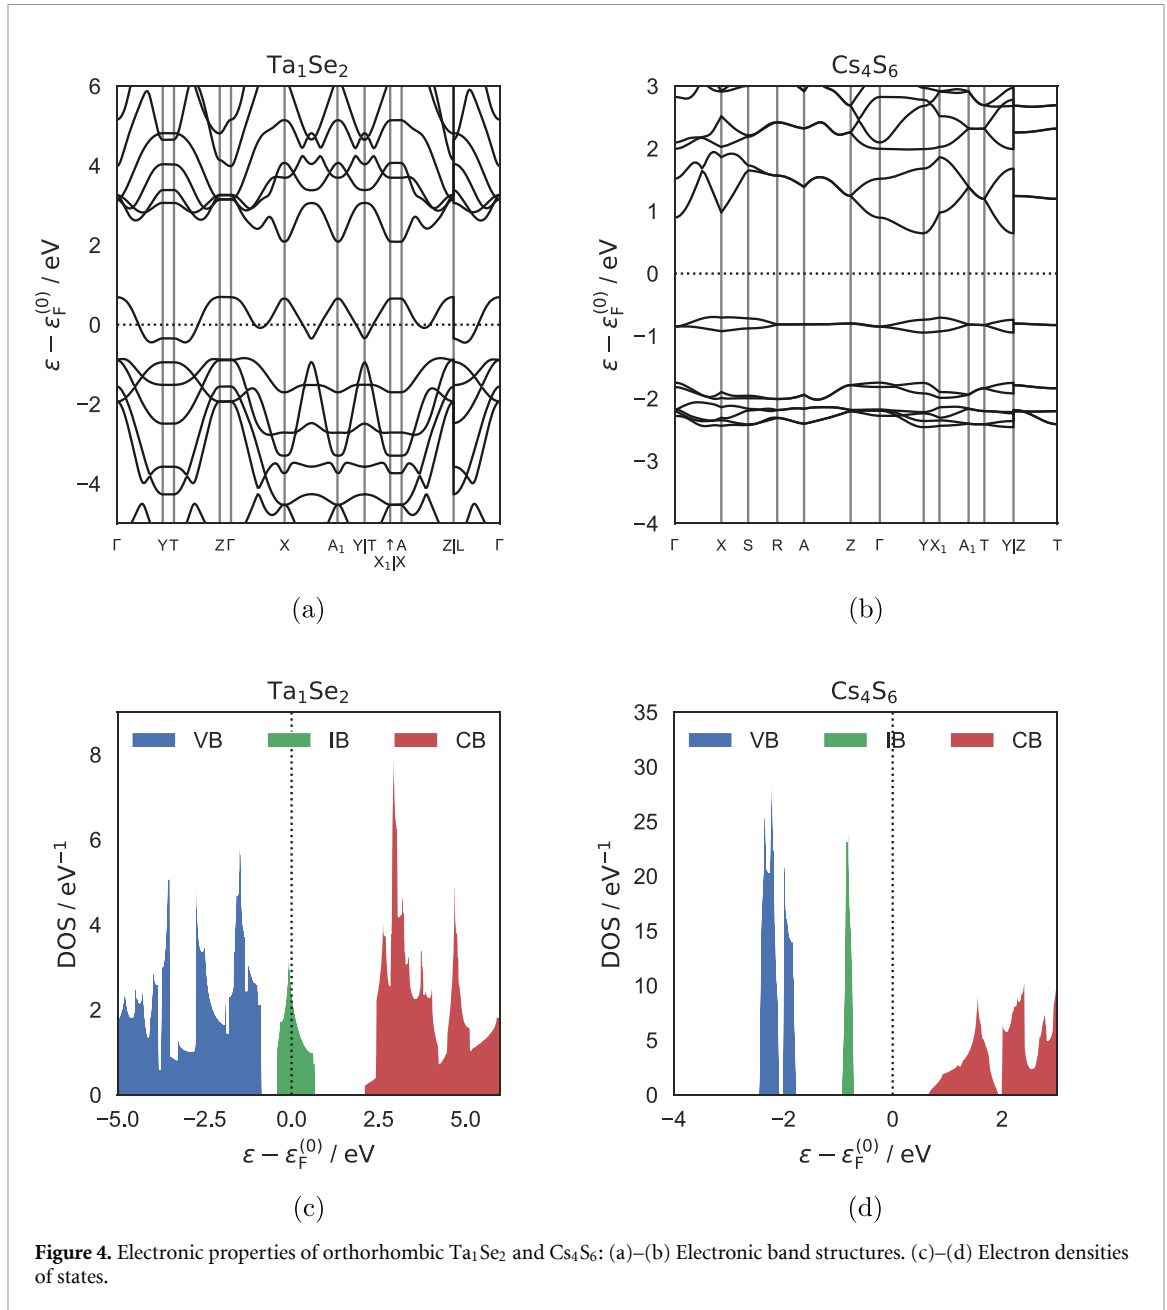 Ta₁Se₂
6
4
2
0
−2
−4
ε − ε_F^(0) / eV
Γ Y T Z Γ X A₁ Y|T ↑ A Z|L Γ
X₁|X
(a)
Cs₄S₆
3
2
1
0
−1
−2
−3
−4
ε − ε_F^(0) / eV
Γ X S R A Z Γ Y X₁ A₁ T Y|Z T
(b)
Ta₁Se₂
VB IB CB
8
6
4
2
0
DOS / eV⁻¹
−5.0 −2.5 0.0 2.5 5.0
ε − ε_F^(0) / eV
(c)
Cs₄S₆
VB IB CB
35
30
25
20
15
10
5
0
DOS / eV⁻¹
−4 −2 0 2
ε − ε_F^(0) / eV
(d)
Figure 4. Electronic properties of orthorhombic Ta₁Se₂ and Cs₄S₆: (a)–(b) Electronic band structures. (c)–(d) Electron densities
of states.